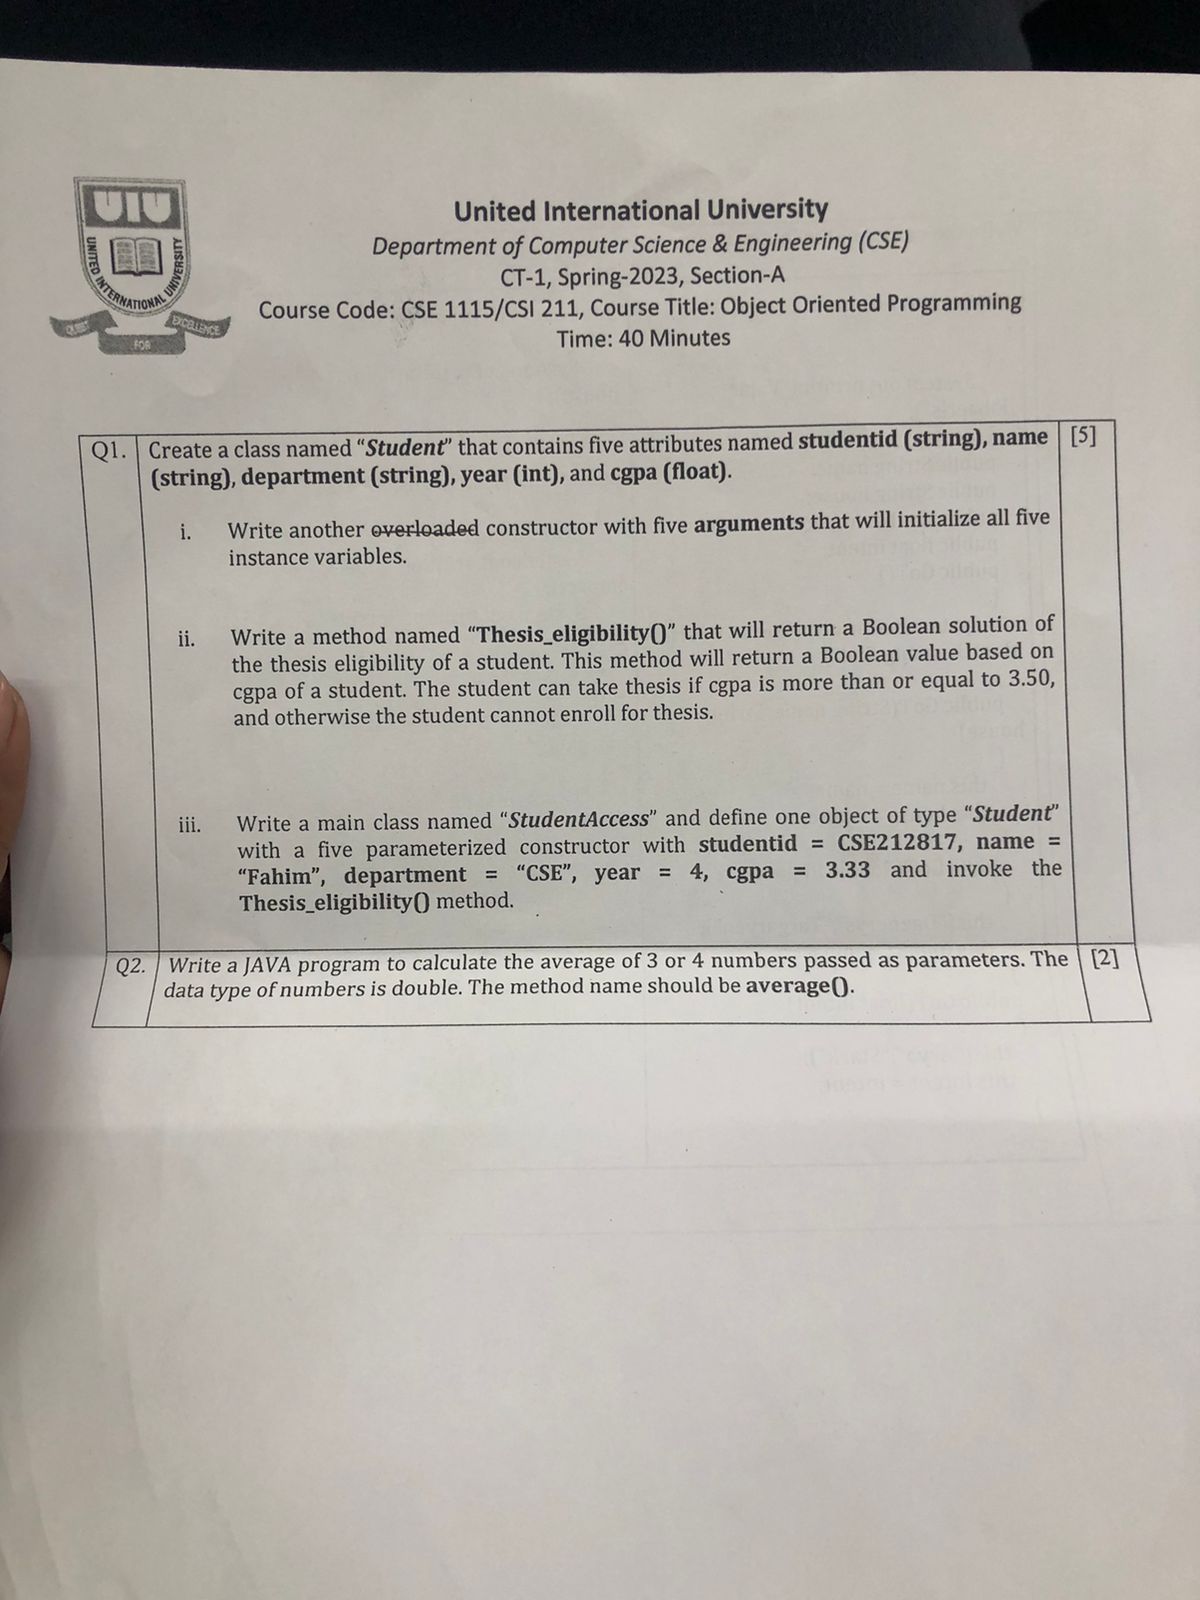 UIU
UNITED INTERNATIONAL UNIVERSITY
QUEST FOR EXCELLENCE
United International University
Department of Computer Science & Engineering (CSE)
CT-1, Spring-2023, Section-A
Course Code: CSE 1115/CSI 211, Course Title: Object Oriented Programming
Time: 40 Minutes
Q1. Create a class named “Student” that contains five attributes named studentid (string), name [5]
(string), department (string), year (int), and cgpa (float).
i. Write another overloaded constructor with five arguments that will initialize all five
instance variables.
ii. Write a method named “Thesis_eligibility()” that will return a Boolean solution of
the thesis eligibility of a student. This method will return a Boolean value based on
cgpa of a student. The student can take thesis if cgpa is more than or equal to 3.50,
and otherwise the student cannot enroll for thesis.
iii. Write a main class named “StudentAccess” and define one object of type “Student”
with a five parameterized constructor with studentid = CSE212817, name =
“Fahim”, department = “CSE”, year = 4, cgpa = 3.33 and invoke the
Thesis_eligibility() method.
Q2. Write a JAVA program to calculate the average of 3 or 4 numbers passed as parameters. The [2]
data type of numbers is double. The method name should be average().